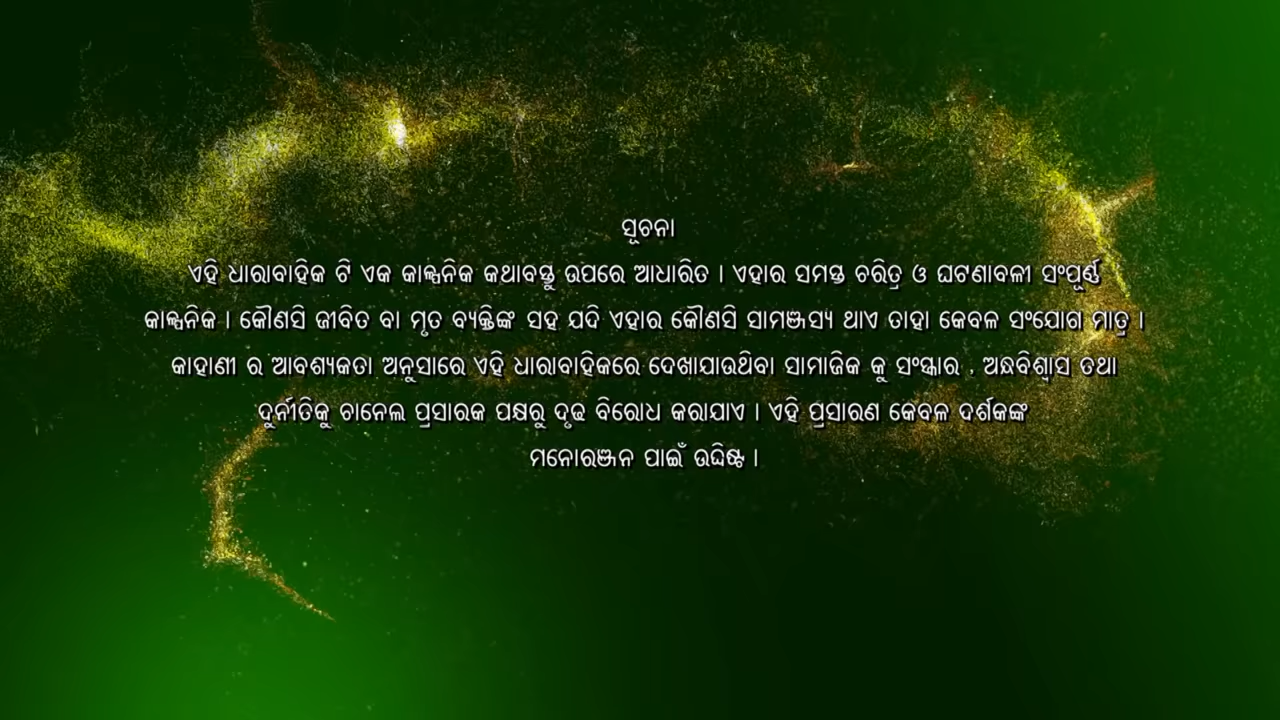 ସୂଚନା
ଏହି ଧାରାବାହିକ ଟି ଏକ କାଳ୍ପନିକ କଥାବସ୍ତୁ ଉପରେ ଆଧାରିତ । ଏହାର ସମସ୍ତ ଚରିତ୍ର ଓ ଘଟଣାବଳୀ ସଂପୂର୍ଣ୍ଣ
କାଳ୍ପନିକ । କୌଣସି ଜୀବିତ ବା ମୃତ ବ୍ୟକ୍ତିଙ୍କ ସହ ଯଦି ଏହାର କୌଣସି ସାମଞ୍ଜସ୍ୟ ଥାଏ ତାହା କେବଳ ସଂଯୋଗ ମାତ୍ର ।
କାହାଣୀ ର ଆବଶ୍ୟକତା ଅନୁସାରେ ଏହି ଧାରାବାହିକରେ ଦେଖାଯାଉଥିବା ସାମାଜିକ କୁ ସଂସ୍କାର , ଅନ୍ଧବିଶ୍ୱାସ ତଥା
ଦୁର୍ନୀତିକୁ ଚାନେଲ ପ୍ରସାରକ ପକ୍ଷରୁ ଦୃଢ ବିରୋଧ କରାଯାଏ । ଏହି ପ୍ରସାରଣ କେବଳ ଦର୍ଶକଙ୍କ
ମନୋରଞ୍ଜନ ପାଇଁ ଉଦ୍ଦିଷ୍ଟ ।